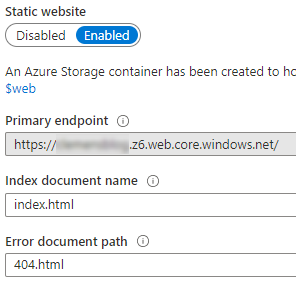 Static website
Disabled Enabled
An Azure Storage container has been created to ho
$web
Primary endpoint
https:// .z6.web.core.windows.net/
Index document name
index.html
Error document path
404.html